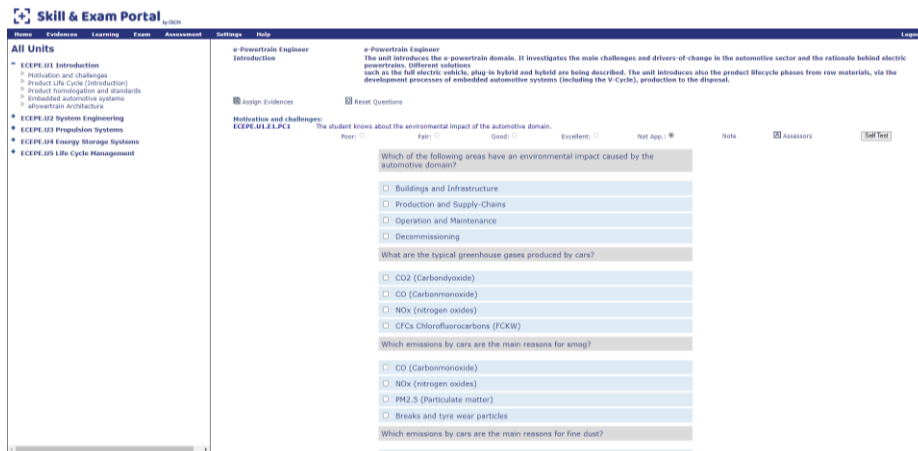 Skill & Exam Portal by ISCN
Home Evidences Learning Exam Assessment Settings Help Logout
All Units
ECEPE.U1 Introduction
Motivation and challenges
Product Life Cycle (Introduction)
Product homologation and standards
Embedded automotive systems
ePowertrain Architecture
ECEPE.U2 System Engineering
ECEPE.U3 Propulsion Systems
ECEPE.U4 Energy Storage Systems
ECEPE.U5 Life Cycle Management
e-Powertrain Engineer
Introduction
e-Powertrain Engineer
The unit introduces the e-powertrain domain. It investigates the main challenges and drivers-of-change in the automotive sector and the rationale behind electric
powertrains. Different solutions
such as the full electric vehicle, plug-in hybrid and hybrid are being described. The unit introduces also the product lifecycle phases from raw materials, via the
development processes of embedded automotive systems (including the V-Cycle), production to the disposal.
Assign Evidences Reset Questions
Motivation and challenges:
ECEPE.U1.E1.PC1 The student knows about the environmental impact of the automotive domain.
Poor: Fair: Good: Excellent: Not App.: Note Assessors Self Test
Which of the following areas have an environmental impact caused by the
automotive domain?
Buildings and Infrastructure
Production and Supply-Chains
Operation and Maintenance
Decommissioning
What are the typical greenhouse gases produced by cars?
CO2 (Carbondyoxide)
CO (Carbonmonoxide)
NOx (nitrogen oxides)
CFCs Chlorofluorocarbons (FCKW)
Which emissions by cars are the main reasons for smog?
CO (Carbonmonoxide)
NOx (nitrogen oxides)
PM2.5 (Particulate matter)
Breaks and tyre wear particles
Which emissions by cars are the main reasons for fine dust?